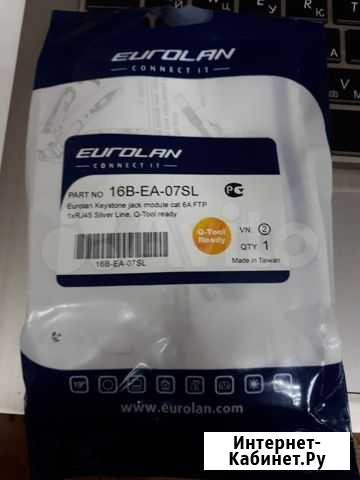 EUROLAN
CONNECT IT
EUROLAN
CONNECT IT
PART NO 16B-EA-07SL
Eurolan Keystone jack module cat 6A FTP
1xRJ45 Silver Line, Q-Tool ready
Q-Tool
Ready
VN. 2
QTY 1
16B-EA-07SL
Made in Taiwan
19"
www.eurolan.com
Интернет-
Кабинет.Ру